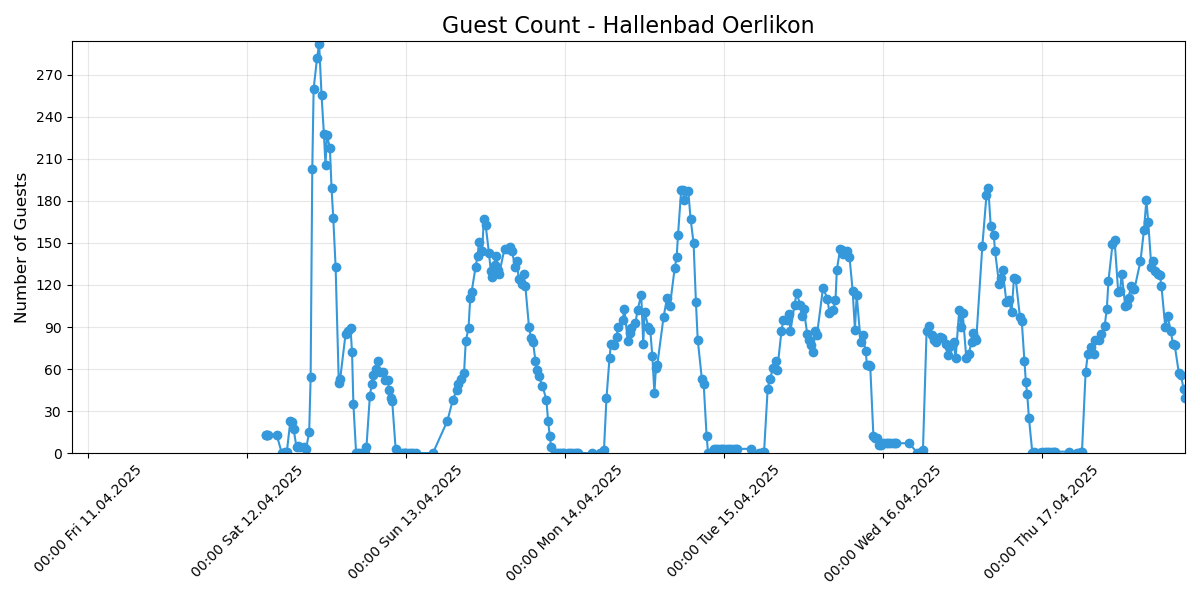 Guest Count - Hallenbad Oerlikon
Number of Guests
270
240
210
180
150
120
90
60
30
0
00:00 Fri 11.04.2025
00:00 Sat 12.04.2025
00:00 Sun 13.04.2025
00:00 Mon 14.04.2025
00:00 Tue 15.04.2025
00:00 Wed 16.04.2025
00:00 Thu 17.04.2025